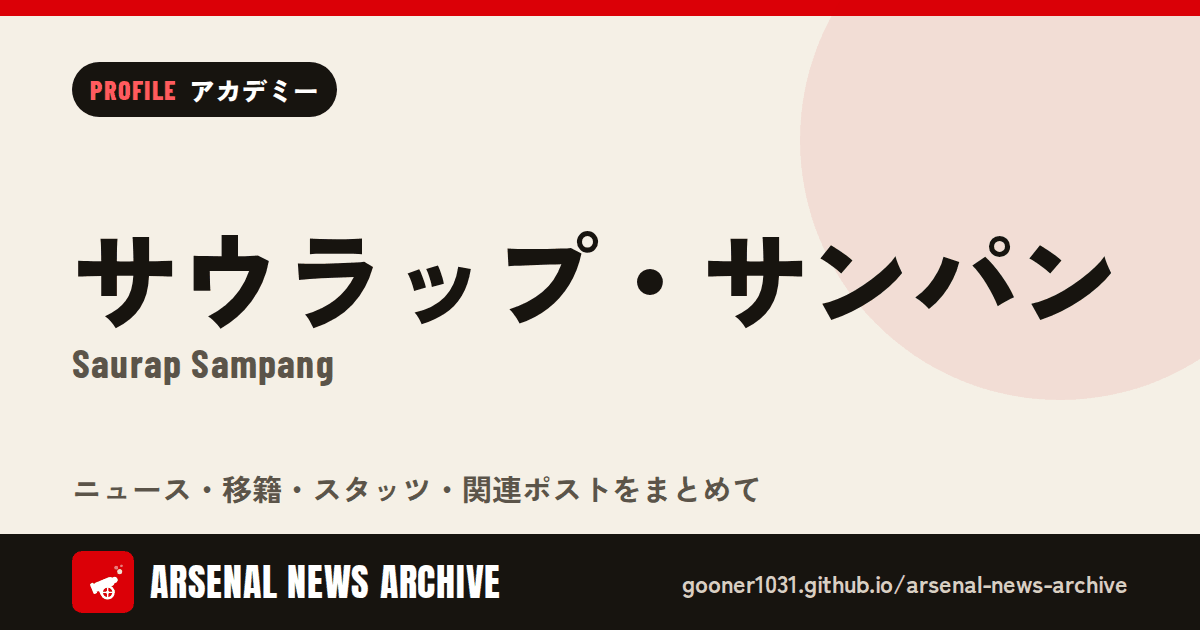 PROFILE アカデミー
サウラップ・サンパン
Saurap Sampang
ニュース・移籍・スタッツ・関連ポストをまとめて
ARSENAL NEWS ARCHIVE
gooner1031.github.io/arsenal-news-archive